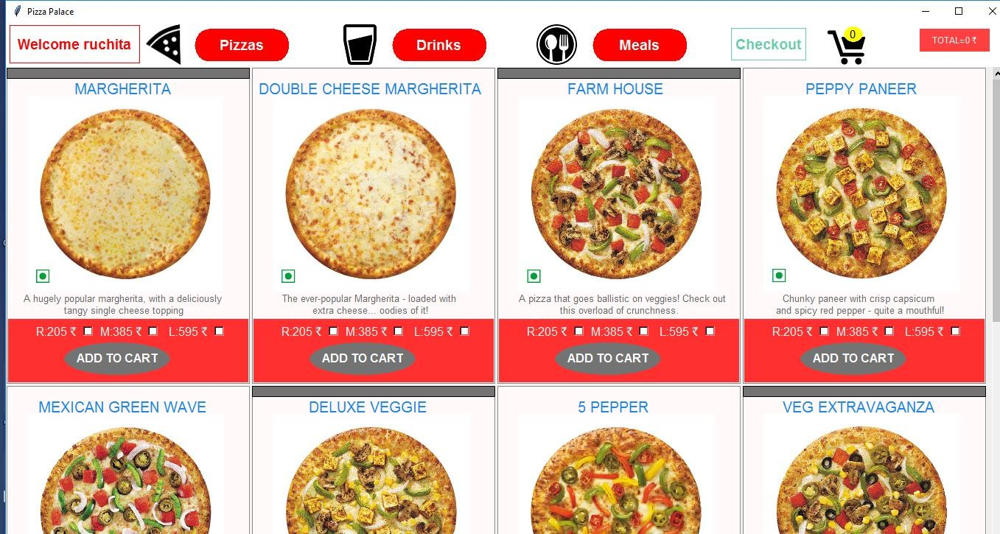 Pizza Palace
Welcome ruchita
Pizzas
Drinks
Meals
Checkout
0
TOTAL=0 ₹
MARGHERITA
DOUBLE CHEESE MARGHERITA
FARM HOUSE
PEPPY PANEER
A hugely popular margherita, with a deliciously
tangy single cheese topping
The ever-popular Margherita - loaded with
extra cheese... oodies of it!
A pizza that goes ballistic on veggies! Check out
this overload of crunchness.
Chunky paneer with crisp capsicum
and spicy red pepper - quite a mouthful!
R:205 ₹ M:385 ₹ L:595 ₹
R:205 ₹ M:385 ₹ L:595 ₹
R:205 ₹ M:385 ₹ L:595 ₹
R:205 ₹ M:385 ₹ L:595 ₹
ADD TO CART
ADD TO CART
ADD TO CART
ADD TO CART
MEXICAN GREEN WAVE
DELUXE VEGGIE
5 PEPPER
VEG EXTRAVAGANZA